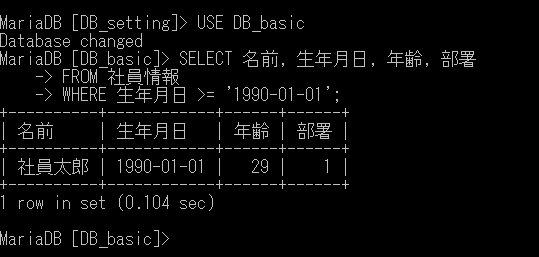 MariaDB [DB_setting]> USE DB_basic
Database changed
MariaDB [DB_basic]> SELECT 名前, 生年月日, 年齢, 部署
    -> FROM 社員情報
    -> WHERE 生年月日 >= '1990-01-01';
+----------+------------+------+------+
| 名前     | 生年月日   | 年齢 | 部署 |
+----------+------------+------+------+
| 社員太郎 | 1990-01-01 |   29 |    1 |
+----------+------------+------+------+
1 row in set (0.104 sec)
MariaDB [DB_basic]>